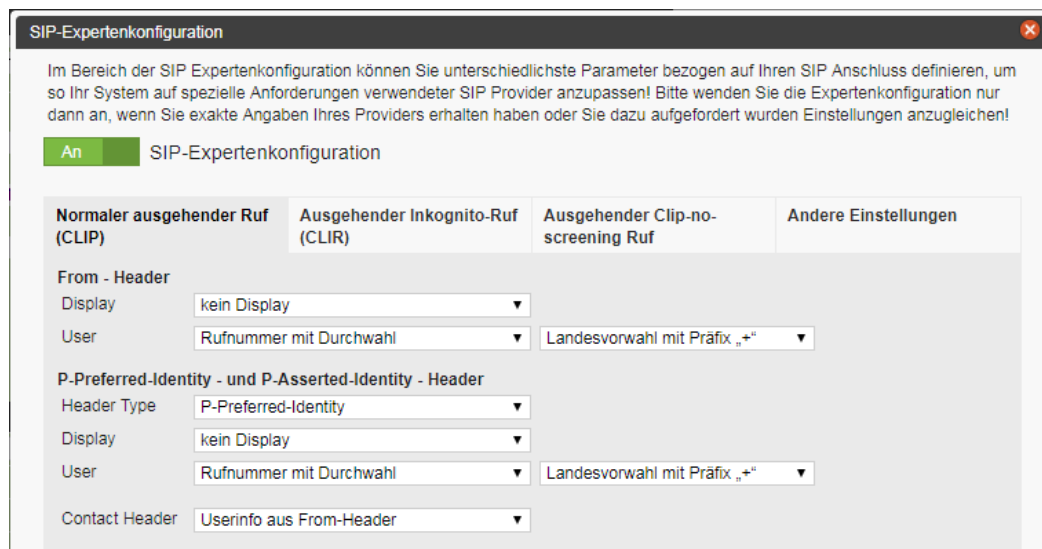 SIP-Expertenkonfiguration
Im Bereich der SIP Expertenkonfiguration können Sie unterschiedlichste Parameter bezogen auf Ihren SIP Anschluss definieren, um
so Ihr System auf spezielle Anforderungen verwendeter SIP Provider anzupassen! Bitte wenden Sie die Expertenkonfiguration nur
dann an, wenn Sie exakte Angaben Ihres Providers erhalten haben oder Sie dazu aufgefordert wurden Einstellungen anzugleichen!
An SIP-Expertenkonfiguration
Normaler ausgehender Ruf (CLIP)
Ausgehender Inkognito-Ruf (CLIR)
Ausgehender Clip-no-screening Ruf
Andere Einstellungen
From - Header
Display kein Display
User Rufnummer mit Durchwahl Landesvorwahl mit Präfix „+“
P-Preferred-Identity - und P-Asserted-Identity - Header
Header Type P-Preferred-Identity
Display kein Display
User Rufnummer mit Durchwahl Landesvorwahl mit Präfix „+“
Contact Header Userinfo aus From-Header